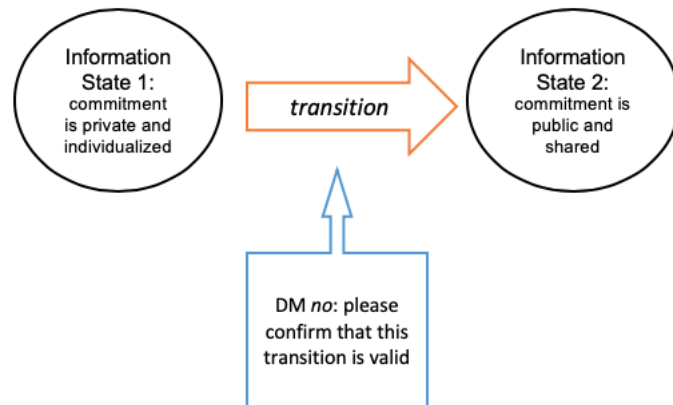 Information
State 1:
commitment
is private and
individualized
transition
Information
State 2:
commitment is
public and
shared
DM no: please
confirm that this
transition is valid